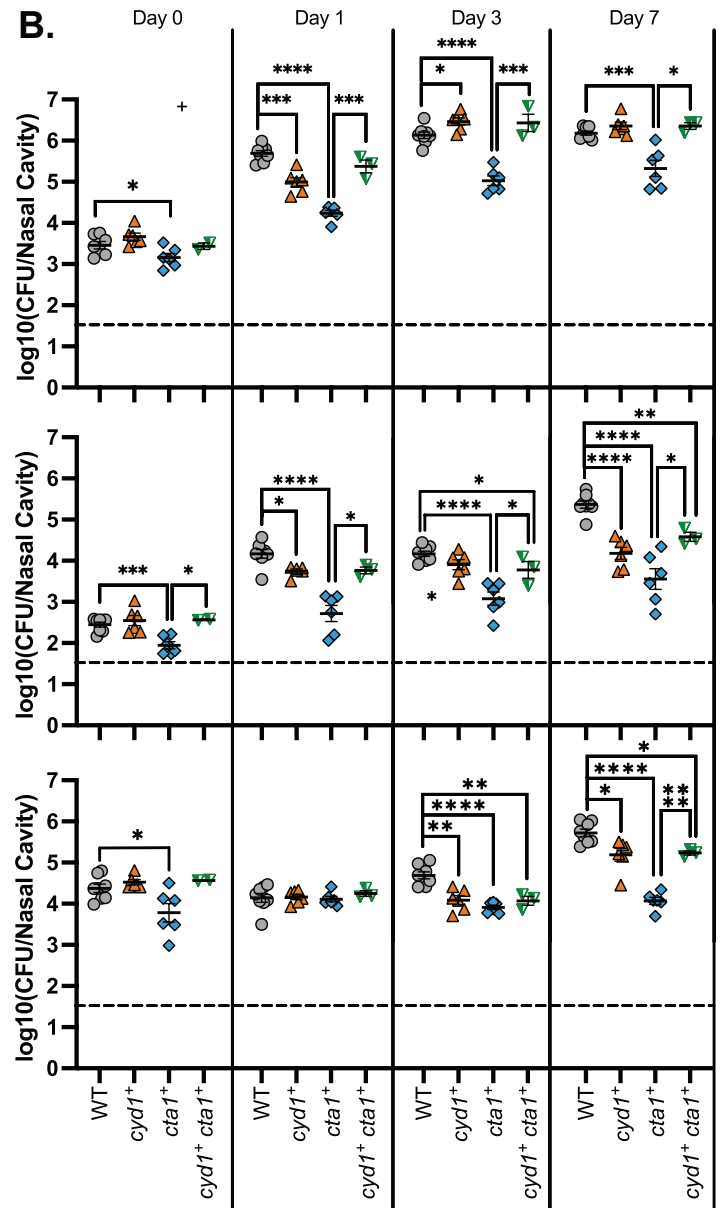 B.
Day 0 Day 1 Day 3 Day 7
log10(CFU/Nasal Cavity)
7
6
5
4
3
2
1
0
+
*
**** *** ***
**** * ***
*** *
log10(CFU/Nasal Cavity)
7
6
5
4
3
2
1
0
*** *
**** * *
* **** * *
** **** **** *
log10(CFU/Nasal Cavity)
7
6
5
4
3
2
1
0
*
** **** **
* **** * ** **
WT cyd1+ cta1+ cyd1+ cta1+ WT cyd1+ cta1+ cyd1+ cta1+ WT cyd1+ cta1+ cyd1+ cta1+ WT cyd1+ cta1+ cyd1+ cta1+